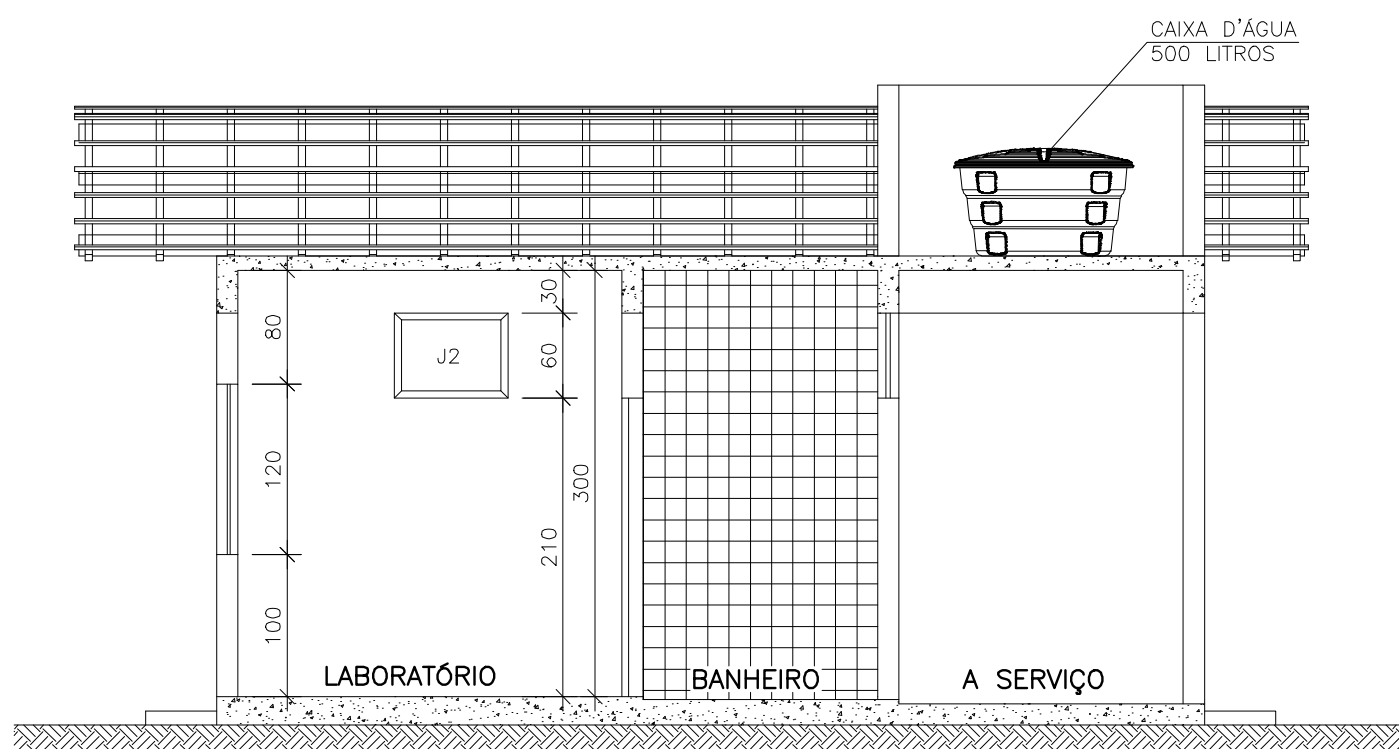 CAIXA D'ÁGUA
500 LITROS
30
80
J2
60
120
300
210
100
LABORATÓRIO
BANHEIRO
A SERVIÇO